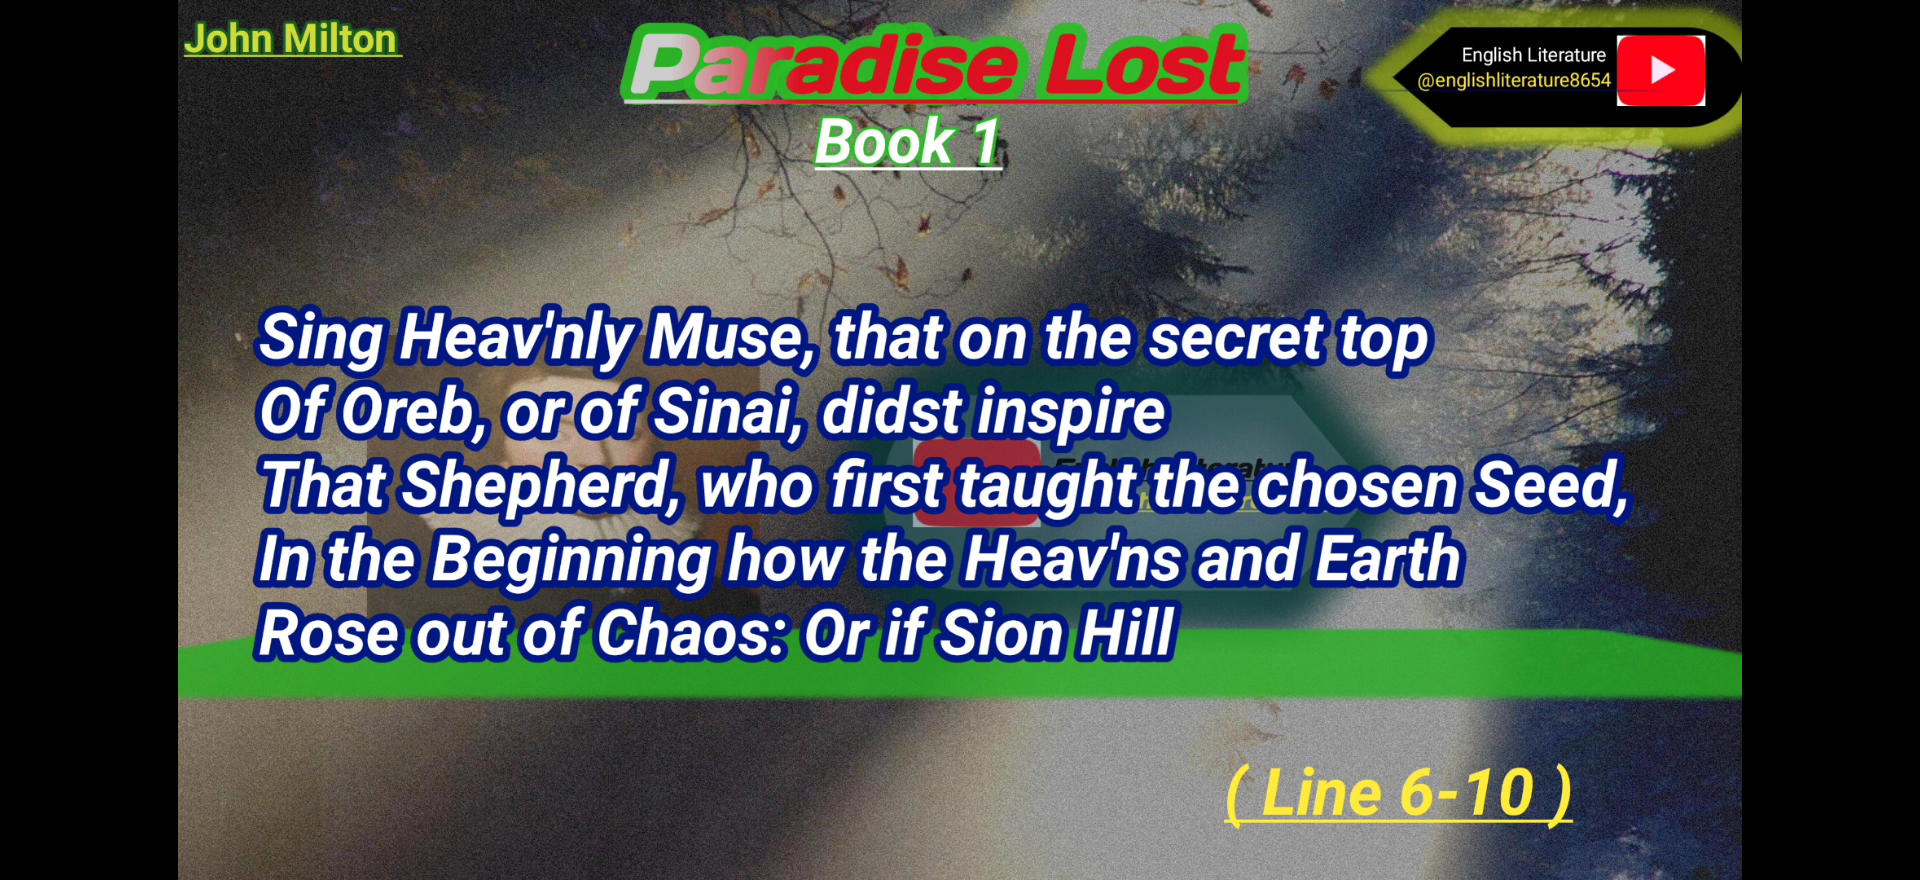 John Milton
Paradise Lost
Book 1
English Literature
@englishliterature8654
Sing Heav'nly Muse, that on the secret top
Of Oreb, or of Sinai, didst inspire
That Shepherd, who first taught the chosen Seed,
In the Beginning how the Heav'ns and Earth
Rose out of Chaos: Or if Sion Hill
( Line 6-10 )